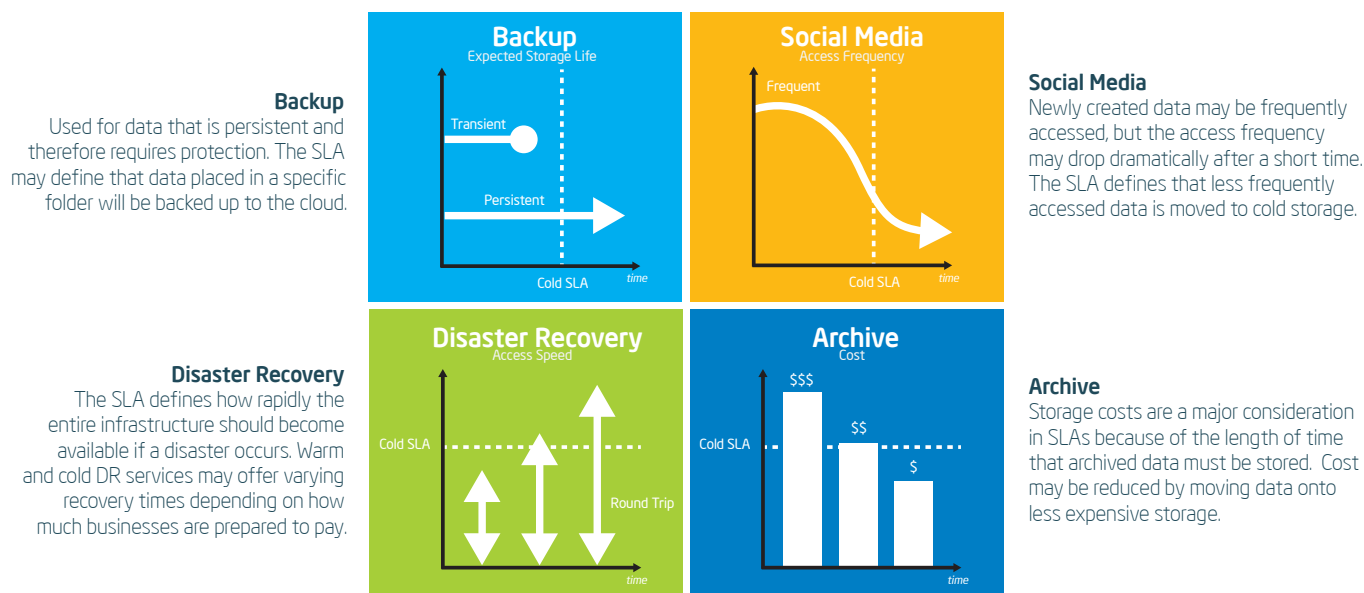 Backup
Used for data that is persistent and
therefore requires protection. The SLA
may define that data placed in a specific
folder will be backed up to the cloud.
Backup
Expected Storage Life
Transient
Persistent
Cold SLA
time
Social Media
Access Frequency
Frequent
Cold SLA
time
Social Media
Newly created data may be frequently
accessed, but the access frequency
may drop dramatically after a short time.
The SLA defines that less frequently
accessed data is moved to cold storage.
Disaster Recovery
The SLA defines how rapidly the
entire infrastructure should become
available if a disaster occurs. Warm
and cold DR services may offer varying
recovery times depending on how
much businesses are prepared to pay.
Disaster Recovery
Access Speed
Cold SLA
Round Trip
time
Archive
Cost
$$$
$$
Cold SLA
$
time
Archive
Storage costs are a major consideration
in SLAs because of the length of time
that archived data must be stored. Cost
may be reduced by moving data onto
less expensive storage.